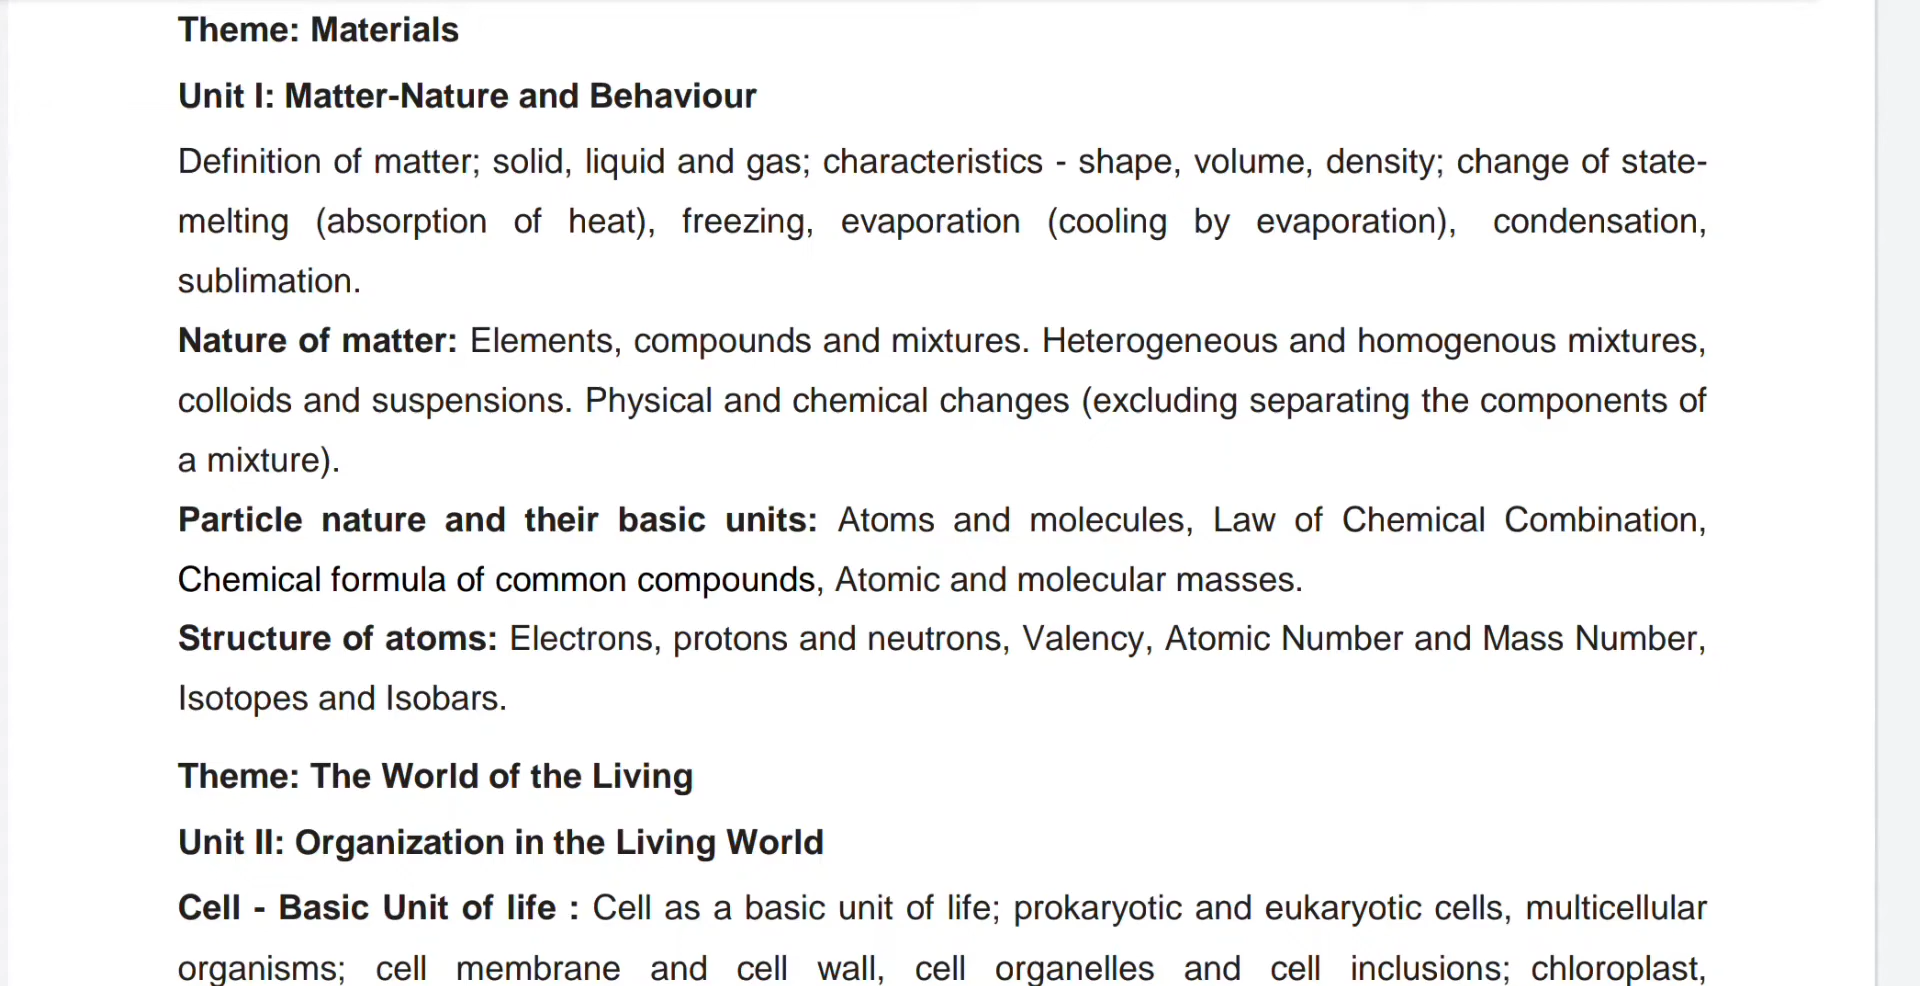 Theme: Materials
Unit I: Matter-Nature and Behaviour
Definition of matter; solid, liquid and gas; characteristics - shape, volume, density; change of state-
melting (absorption of heat), freezing, evaporation (cooling by evaporation), condensation,
sublimation.
Nature of matter: Elements, compounds and mixtures. Heterogeneous and homogenous mixtures,
colloids and suspensions. Physical and chemical changes (excluding separating the components of
a mixture).
Particle nature and their basic units: Atoms and molecules, Law of Chemical Combination,
Chemical formula of common compounds, Atomic and molecular masses.
Structure of atoms: Electrons, protons and neutrons, Valency, Atomic Number and Mass Number,
Isotopes and Isobars.
Theme: The World of the Living
Unit II: Organization in the Living World
Cell - Basic Unit of life : Cell as a basic unit of life; prokaryotic and eukaryotic cells, multicellular
organisms; cell membrane and cell wall, cell organelles and cell inclusions; chloroplast,